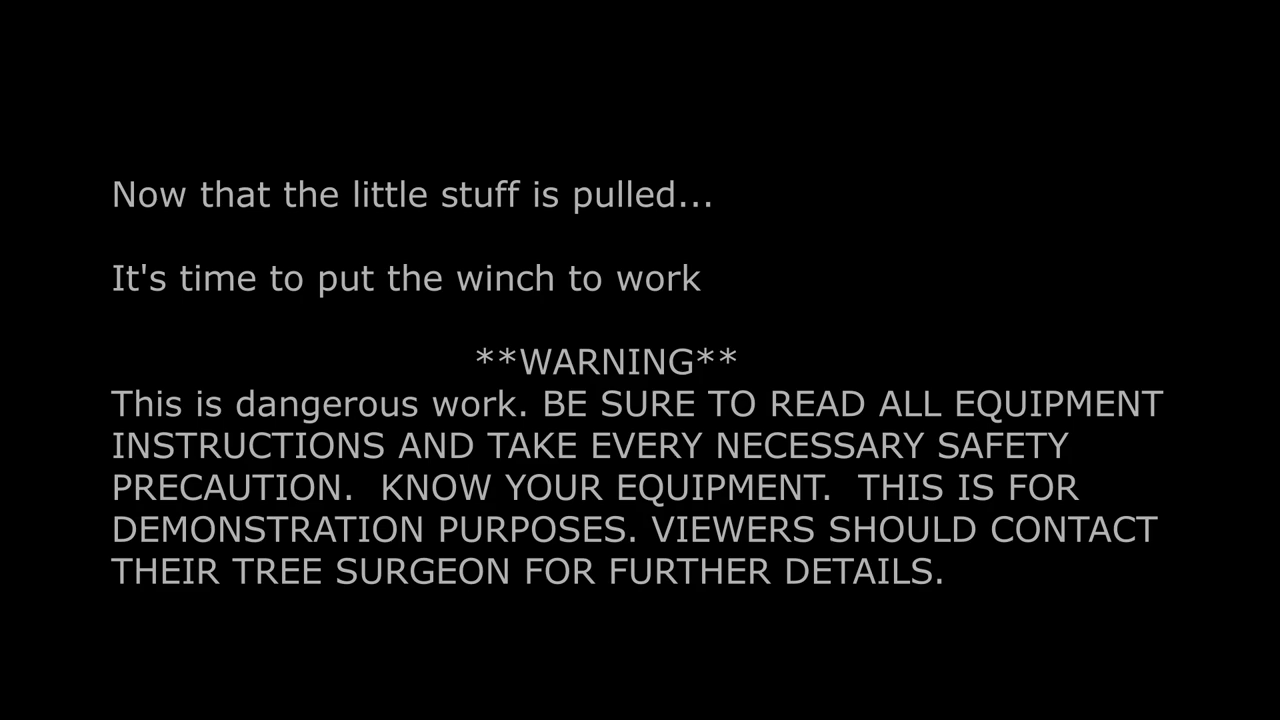 Now that the little stuff is pulled...
It's time to put the winch to work
**WARNING**
This is dangerous work. BE SURE TO READ ALL EQUIPMENT
INSTRUCTIONS AND TAKE EVERY NECESSARY SAFETY
PRECAUTION.  KNOW YOUR EQUIPMENT.  THIS IS FOR
DEMONSTRATION PURPOSES. VIEWERS SHOULD CONTACT
THEIR TREE SURGEON FOR FURTHER DETAILS.